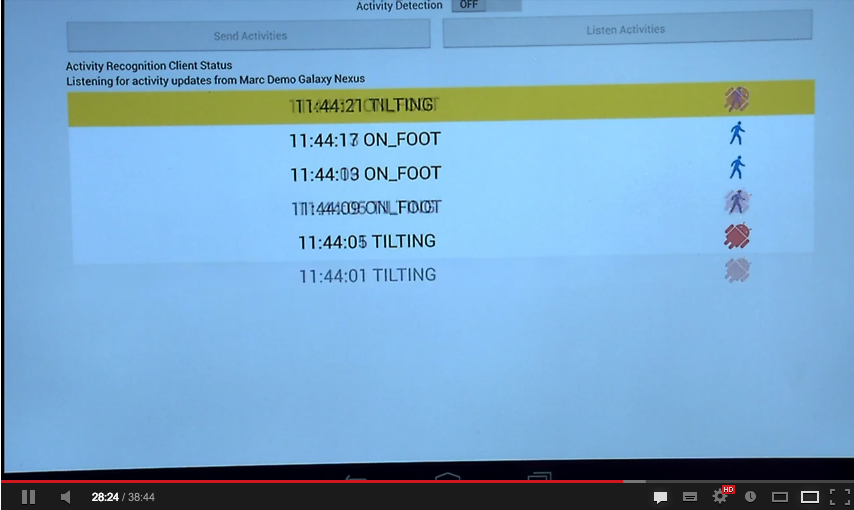 Activity Detection OFF
Send Activities Listen Activities
Activity Recognition Client Status
Listening for activity updates from Marc Demo Galaxy Nexus
11:44:21 TILTING
11:44:17 ON_FOOT
11:44:13 ON_FOOT
11:44:09 ON_FOOT
11:44:05 TILTING
11:44:01 TILTING
HD
28:24 / 38:44